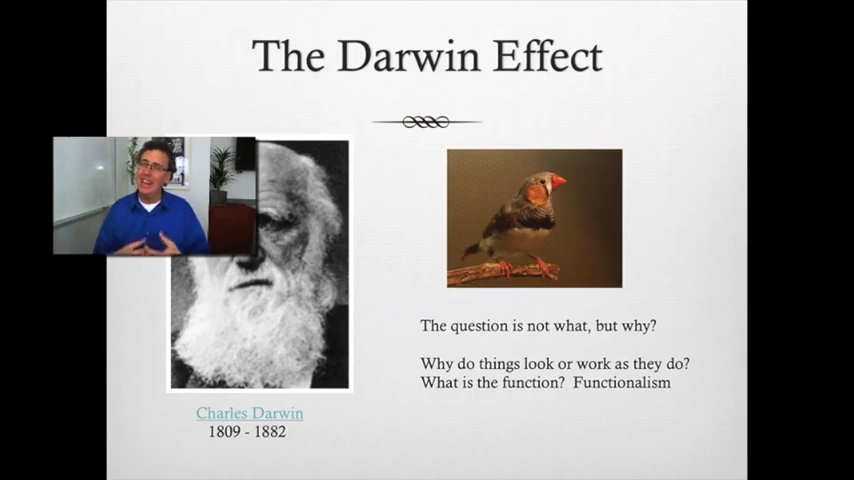 The Darwin Effect
The question is not what, but why?
Why do things look or work as they do?
What is the function? Functionalism
Charles Darwin
1809 - 1882